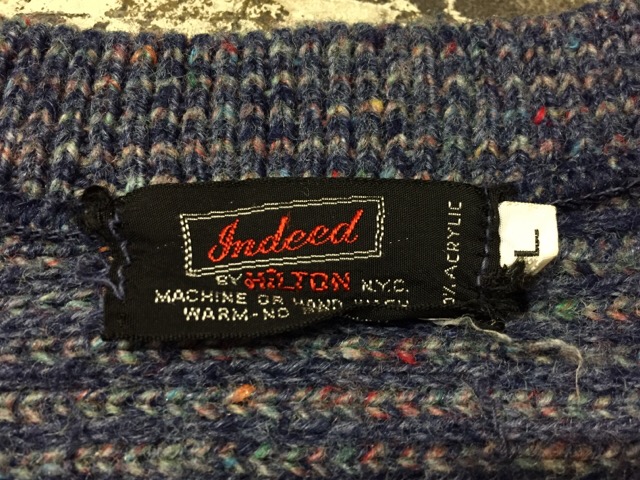 Indeed
BY HILTON N.Y.C.
MACHINE OR HAND WASH
WARM-NO
% ACRYLIC
L